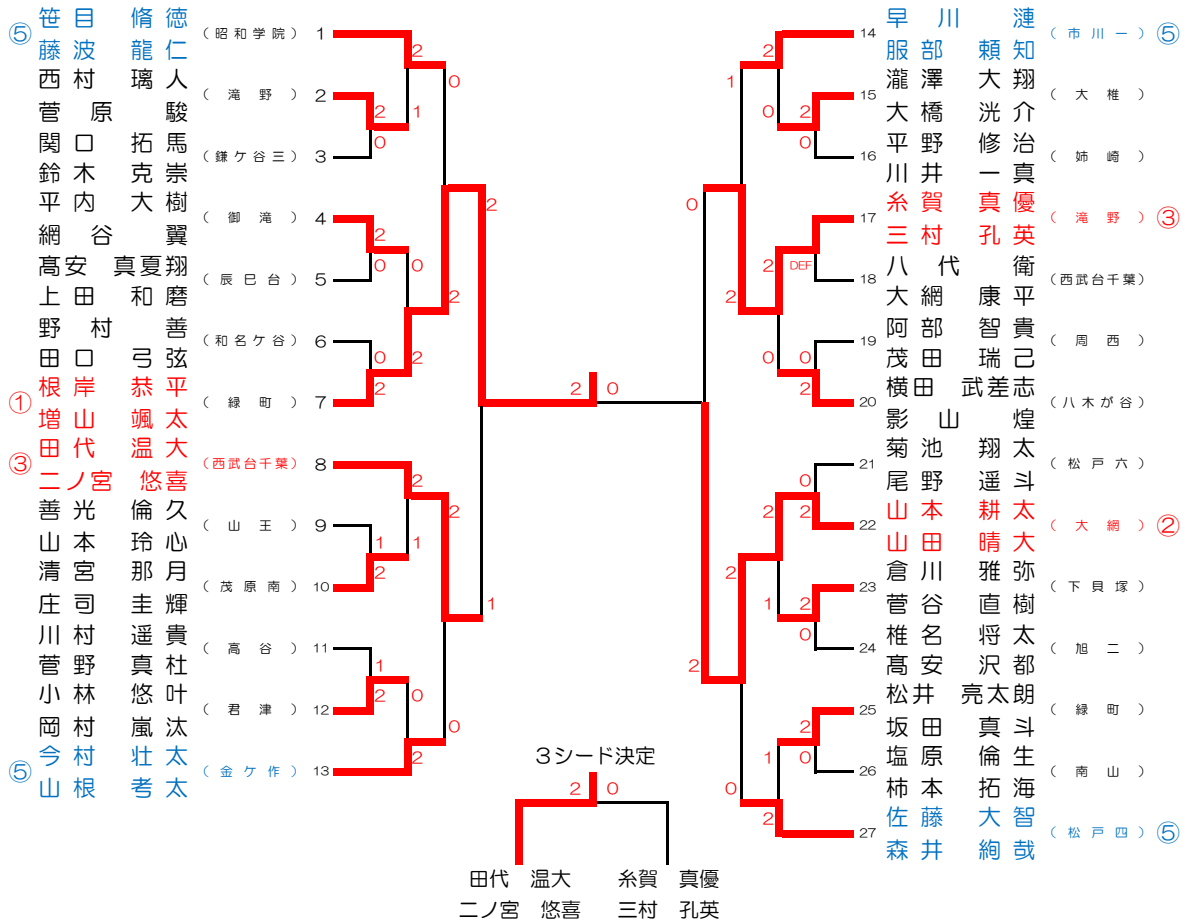 ⑤ 笹目 脩徳 (昭和学院) 1
藤波 龍仁
西村 璃人 (滝野) 2
菅原 駿
関口 拓馬 (鎌ケ谷三) 3
鈴木 克崇
平内 大樹 (御滝) 4
網谷 翼
髙安 真夏翔 (辰巳台) 5
上田 和磨
野村 善 (和名ケ谷) 6
田口 弓弦
① 根岸 恭平 (緑町) 7
増山 颯太
③ 田代 温大 (西武台千葉) 8
二ノ宮 悠喜
善光 倫久 (山王) 9
山本 玲心
清宮 那月 (茂原南) 10
庄司 圭輝
川村 遥貴 (高谷) 11
菅野 真杜
小林 悠叶 (君津) 12
岡村 嵐汰
⑤ 今村 壮太 (金ケ作) 13
山根 考太
2
0
2
1
0
2
2
0
0
2
0
2
2
2
2
1
1
2
1
1
2
0
0
2
2 0
14 早川 漣 (市川一) ⑤
服部 頼知
15 瀧澤 大翔 (大椎)
大橋 洸介
16 平野 修治 (姉崎)
川井 一真
17 糸賀 真優 (滝野) ③
三村 孔英
18 八代 衛 (西武台千葉)
大網 康平
19 阿部 智貴 (周西)
茂田 瑞己
20 横田 武差志 (八木が谷)
影山 煌
21 菊池 翔太 (松戸六)
尾野 遥斗
22 山本 耕太 (大網) ②
山田 晴大
23 倉川 雅弥 (下貝塚)
菅谷 直樹
24 椎名 将太 (旭二)
髙安 沢都
25 松井 亮太朗 (緑町)
坂田 真斗
26 塩原 倫生 (南山)
柿本 拓海
27 佐藤 大智 (松戸四) ⑤
森井 絢哉
2
1
0 2
0
0
2 DEF
2
0 0
2
0
2 2
2
1 2
0
2
2
1 0
0
2
3シード決定
2 0
田代 温大 糸賀 真優
二ノ宮 悠喜 三村 孔英